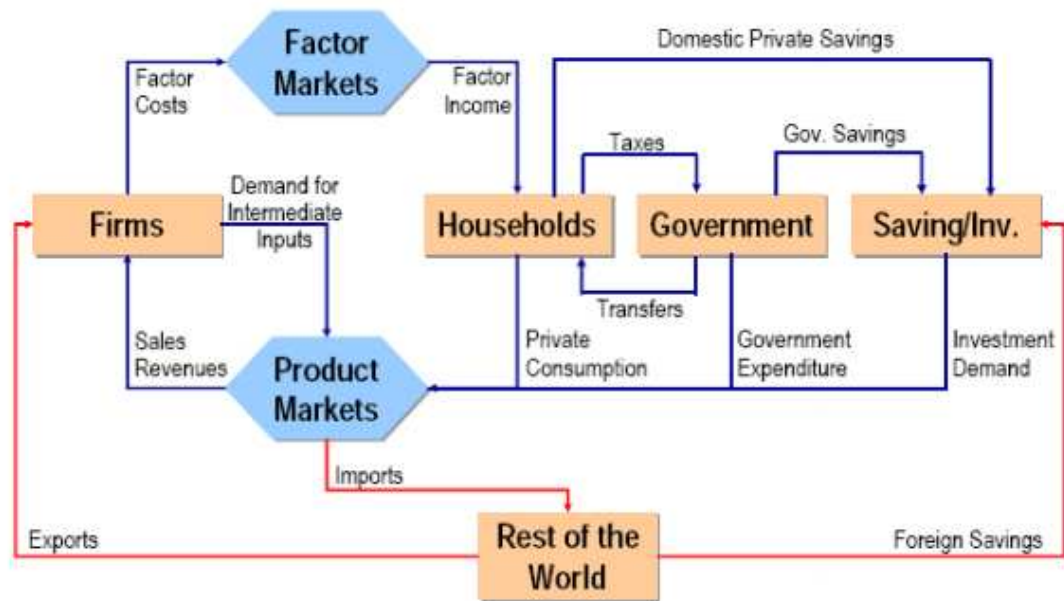 Factor
Markets
Domestic Private Savings
Factor
Costs
Factor
Income
Taxes
Gov. Savings
Demand for
Intermediate
Inputs
Firms
Households
Government
Saving/Inv.
Transfers
Sales
Revenues
Product
Markets
Private
Consumption
Government
Expenditure
Investment
Demand
Imports
Exports
Rest of the
World
Foreign Savings